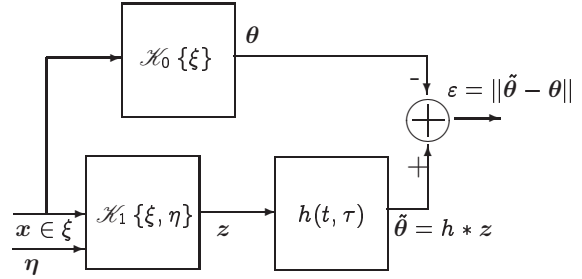 𝒦₀ {ξ}
θ
-
ε = ||θ̃ − θ||
+
𝒦₁ {ξ, η}
z
h(t, τ)
θ̃ = h ∗ z
x ∈ ξ
η